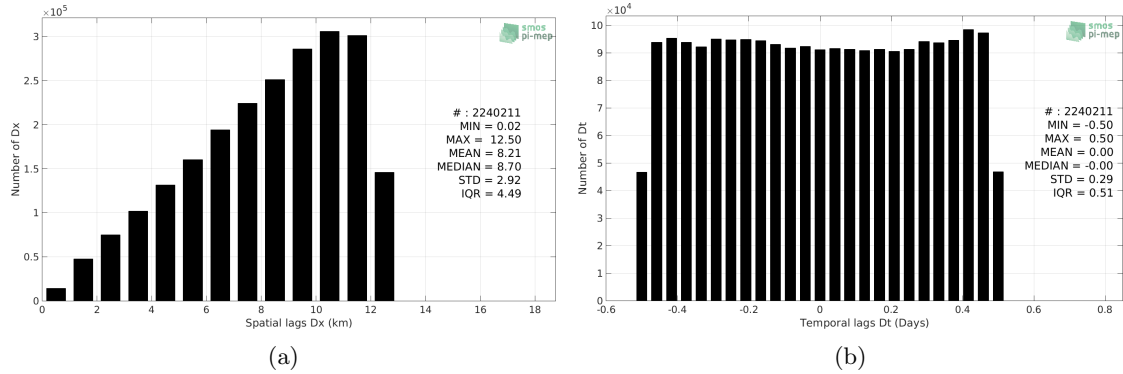 ×10⁵
3
2.5
2
1.5
1
0.5
0
0 2 4 6 8 10 12 14 16 18
Number of Dx
Spatial lags Dx (km)
smos
pi-mep
# : 2240211
MIN = 0.02
MAX = 12.50
MEAN = 8.21
MEDIAN = 8.70
STD = 2.92
IQR = 4.49
(a)
×10⁴
10
9
8
7
6
5
4
3
2
1
0
-0.6 -0.4 -0.2 0 0.2 0.4 0.6 0.8
Number of Dt
Temporal lags Dt (Days)
smos
pi-mep
# : 2240211
MIN = -0.50
MAX = 0.50
MEAN = 0.00
MEDIAN = -0.00
STD = 0.29
IQR = 0.51
(b)